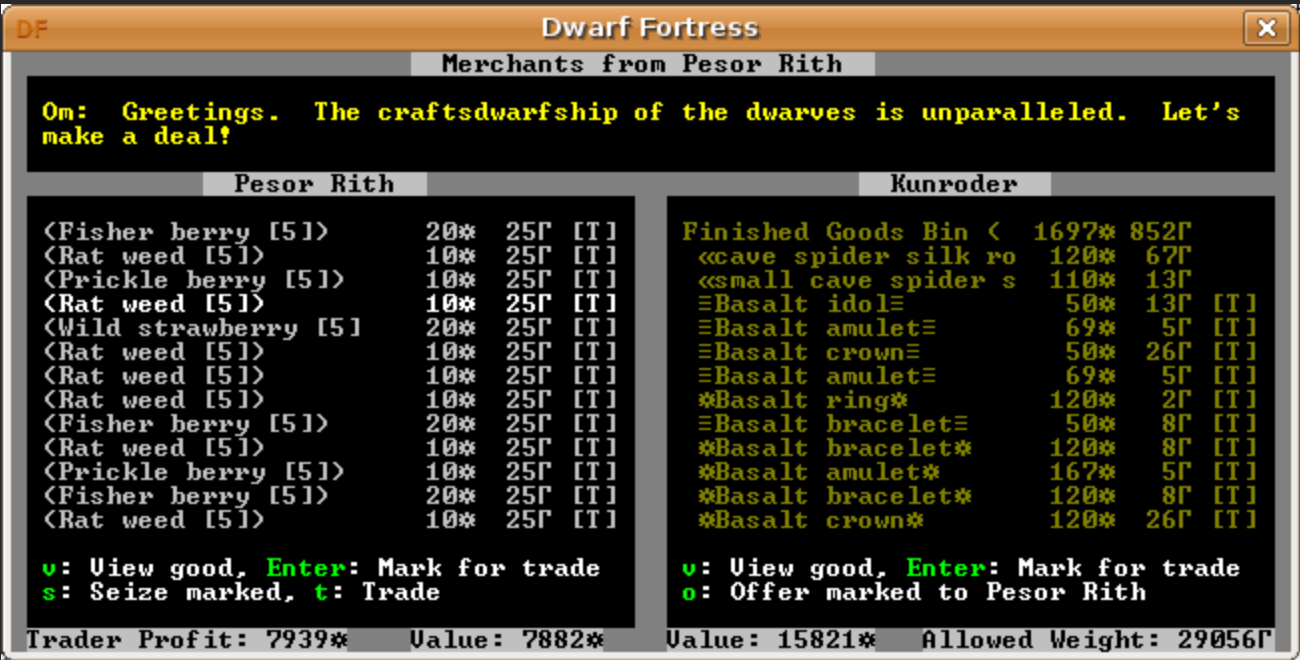 DF Dwarf Fortress
Merchants from Pesor Rith
Om: Greetings. The craftsdwarfship of the dwarves is unparalleled. Let's
make a deal!
Pesor Rith
(Fisher berry [5]) 20☼ 25Γ [T]
(Rat weed [5]) 10☼ 25Γ [T]
(Prickle berry [5]) 10☼ 25Γ [T]
(Rat weed [5]) 10☼ 25Γ [T]
(Wild strawberry [5] 20☼ 25Γ [T]
(Rat weed [5]) 10☼ 25Γ [T]
(Rat weed [5]) 10☼ 25Γ [T]
(Rat weed [5]) 10☼ 25Γ [T]
(Fisher berry [5]) 20☼ 25Γ [T]
(Rat weed [5]) 10☼ 25Γ [T]
(Prickle berry [5]) 10☼ 25Γ [T]
(Fisher berry [5]) 20☼ 25Γ [T]
(Rat weed [5]) 10☼ 25Γ [T]
v: View good, Enter: Mark for trade
s: Seize marked, t: Trade
Trader Profit: 7939☼ Value: 7882☼
Kunroder
Finished Goods Bin ( 1697☼ 852Γ
«cave spider silk ro 120☼ 67Γ
«small cave spider s 110☼ 13Γ
≡Basalt idol≡ 50☼ 13Γ [T]
≡Basalt amulet≡ 69☼ 5Γ [T]
≡Basalt crown≡ 50☼ 26Γ [T]
≡Basalt amulet≡ 69☼ 5Γ [T]
☼Basalt ring☼ 120☼ 2Γ [T]
≡Basalt bracelet≡ 50☼ 8Γ [T]
☼Basalt bracelet☼ 120☼ 8Γ [T]
☼Basalt amulet☼ 167☼ 5Γ [T]
☼Basalt bracelet☼ 120☼ 8Γ [T]
☼Basalt crown☼ 120☼ 26Γ [T]
v: View good, Enter: Mark for trade
o: Offer marked to Pesor Rith
Value: 15821☼ Allowed Weight: 29056Γ